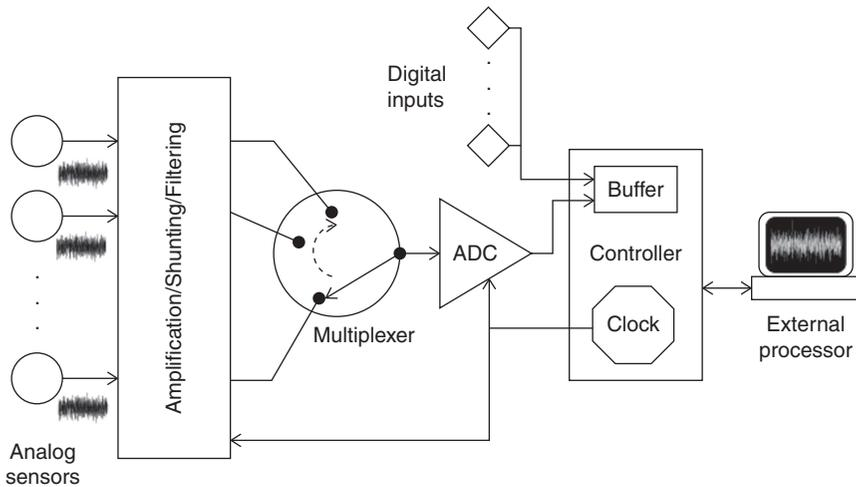 Digital
inputs
Amplification/Shunting/Filtering
Buffer
ADC
Controller
Clock
Multiplexer
External
processor
Analog
sensors